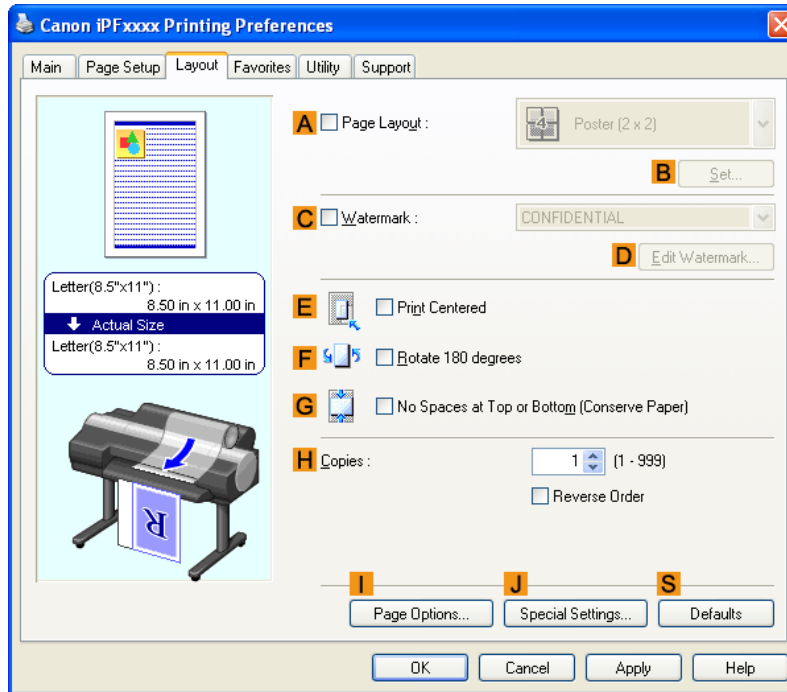 Canon iPFxxxx Printing Preferences
Main Page Setup Layout Favorites Utility Support
A Page Layout : 4 Poster (2 x 2)
B Set...
C Watermark : CONFIDENTIAL
D Edit Watermark...
Letter(8.5"x11") :
8.50 in x 11.00 in
Actual Size
Letter(8.5"x11") :
8.50 in x 11.00 in
E Print Centered
F Rotate 180 degrees
G No Spaces at Top or Bottom (Conserve Paper)
H Copies : 1 (1 - 999)
Reverse Order
R
I J S
Page Options... Special Settings... Defaults
OK Cancel Apply Help